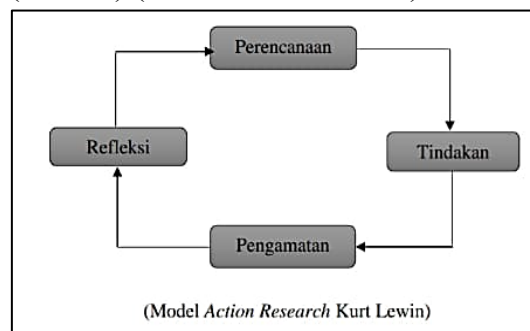 Perencanaan
Refleksi
Tindakan
Pengamatan
(Model Action Research Kurt Lewin)